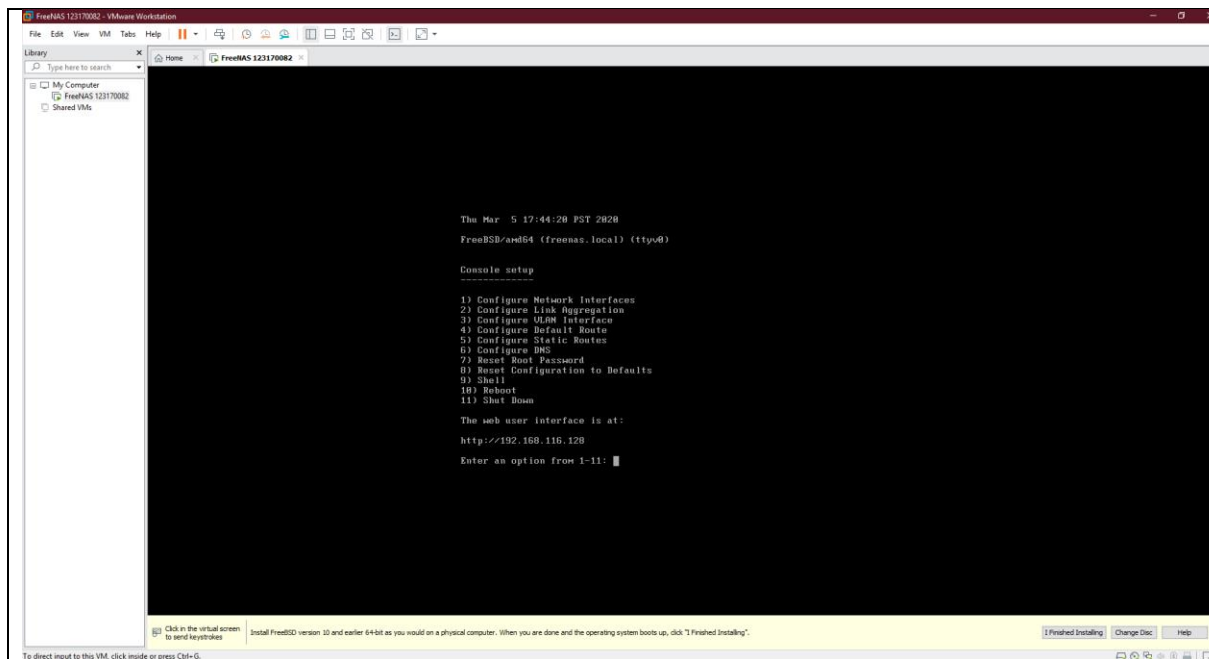 FreeNAS 123170082 - VMware Workstation
File Edit View VM Tabs Help
Library
Type here to search
My Computer
FreeNAS 123170082
Shared VMs
Home
FreeNAS 123170082
Thu Mar 5 17:44:20 PST 2020
FreeBSD/amd64 (freenas.local) (ttyv0)
Console setup
-------------
1) Configure Network Interfaces
2) Configure Link Aggregation
3) Configure VLAN Interface
4) Configure Default Route
5) Configure Static Routes
6) Configure DNS
7) Reset Root Password
8) Reset Configuration to Defaults
9) Shell
10) Reboot
11) Shut Down
The web user interface is at:
http://192.168.116.128
Enter an option from 1-11:
Click in the virtual screen
to send keystrokes
Install FreeBSD version 10 and earlier 64-bit as you would on a physical computer. When you are done and the operating system boots up, click "I Finished Installing".
I Finished Installing
Change Disc
Help
To direct input to this VM, click inside or press Ctrl+G.